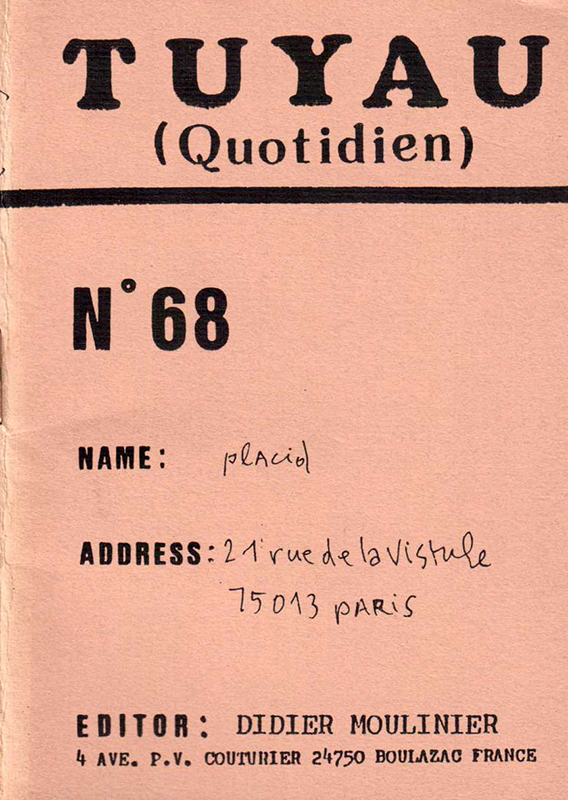 TUYAU
(Quotidien)
N°68
NAME: placid
ADDRESS: 21 rue de la Vistule
75013 PARIS
EDITOR: DIDIER MOULINIER
4 AVE. P.V. COUTURIER 24750 BOULAZAC FRANCE